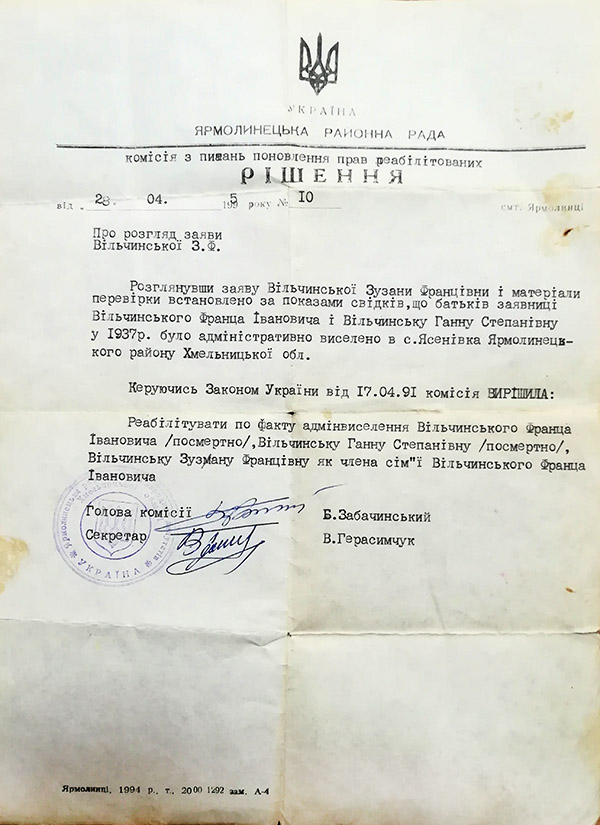 УКРАЇНА
ЯРМОЛИНЕЦЬКА РАЙОННА РАДА
комісія з питань поновлення прав реабілітованих
РІШЕННЯ
від „ 28. 04. 1995 року № 10 смт. Ярмолинці
Про розгляд заяви
Вільчинської З.Ф.
Розглянувши заяву Вільчинської Зузани Францівни і матеріали
перевірки встановлено за показами свідків,що батьків заявниці
Вільчинського Франца Івановича і Вільчинську Ганну Степанівну
у 1937р. було адміністративно виселено в с.Ясенівка Ярмолинець-
кого району Хмельницької обл.
Керуючись Законом України від 17.04.91 комісія ВИРІШИЛА:
Реабілітувати по факту адмінвиселення Вільчинського Франца
Івановича /посмертно/,Вільчинську Ганну Степанівну /посмертно/,
Вільчинську Зузману Францівну як члена сім"ї Вільчинського Франца
Івановича
Голова комісії Б.Забачинський
Секретар В.Герасимчук
УКРАЇНА
Ярмолинці, 1994 р., т., 2000 1292 зам. А-4